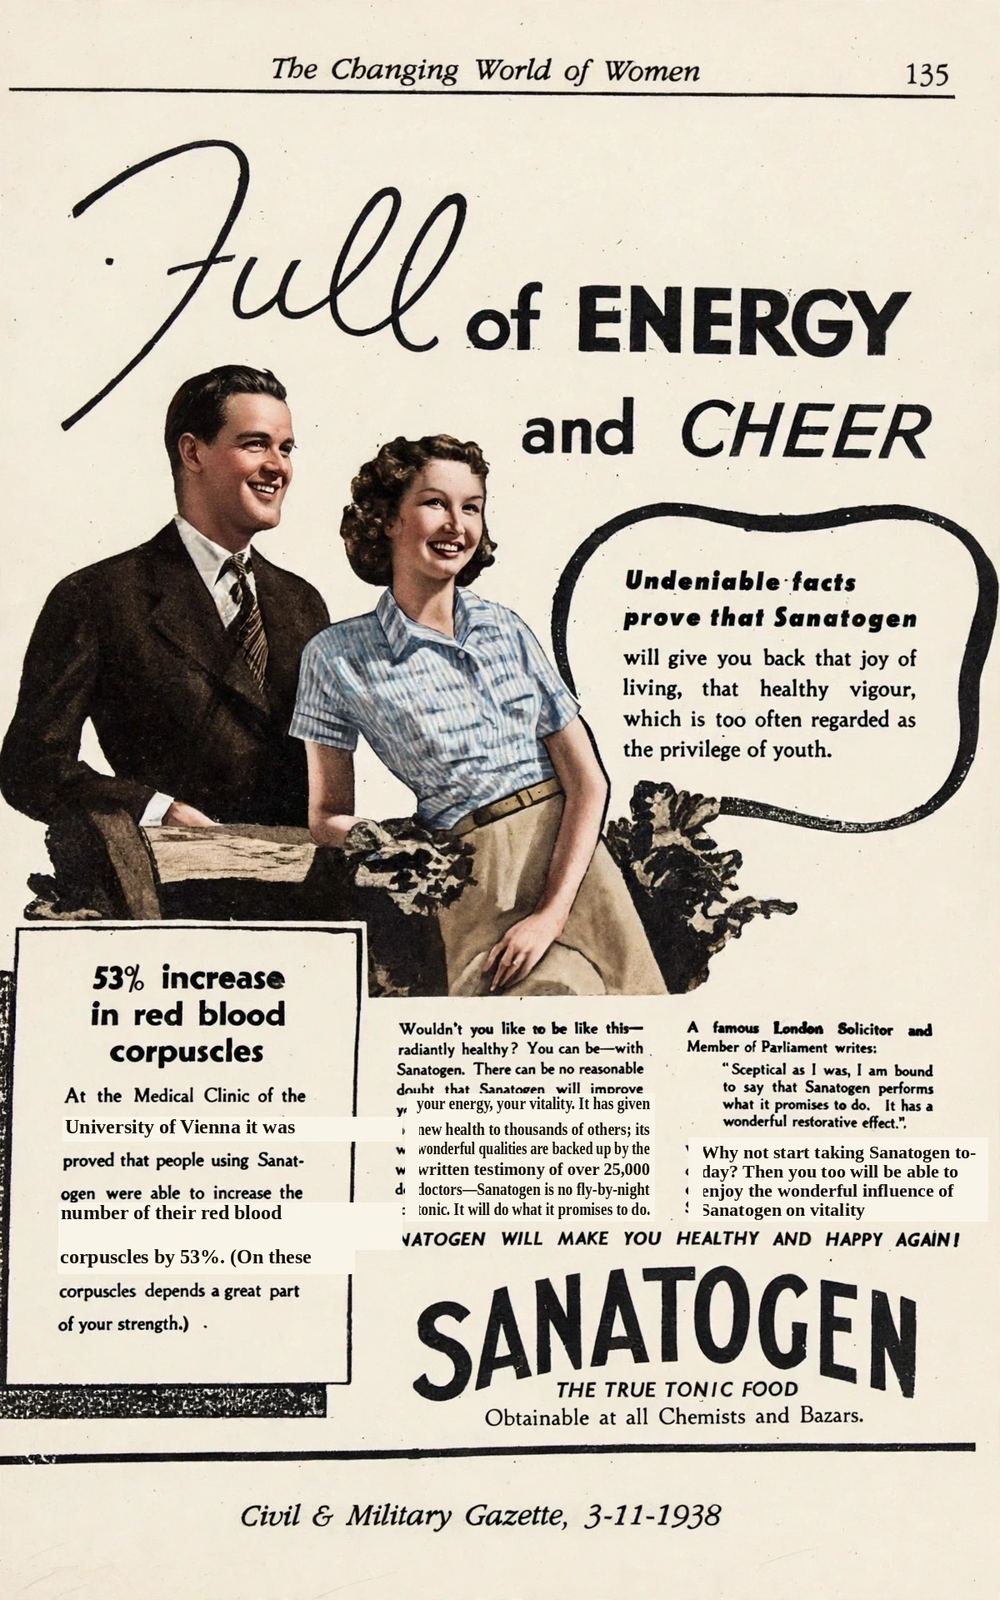 The Changing World of Women
135
Full of ENERGY
and CHEER
Undeniable facts
prove that Sanatogen
will give you back that joy of
living, that healthy vigour,
which is too often regarded as
the privilege of youth.
53% increase
in red blood
corpuscles
At the Medical Clinic of the
University of Vienna it was
proved that people using Sanat-
ogen were able to increase the
number of their red blood
corpuscles by 53%. (On these
corpuscles depends a great part
of your strength.)
Wouldn't you like to be like this—
radiantly healthy? You can be—with
Sanatogen. There can be no reasonable
doubt that Sanatogen will improve
your energy, your vitality. It has given
new health to thousands of others; its
wonderful qualities are backed up by the
written testimony of over 25,000
doctors—Sanatogen is no fly-by-night
tonic. It will do what it promises to do.
A famous London Solicitor and
Member of Parliament writes:
"Sceptical as I was, I am bound
to say that Sanatogen performs
what it promises to do. It has a
wonderful restorative effect.".
Why not start taking Sanatogen to-
day? Then you too will be able to
enjoy the wonderful influence of
Sanatogen on vitality
NATOGEN WILL MAKE YOU HEALTHY AND HAPPY AGAIN!
SANATOGEN
THE TRUE TONIC FOOD
Obtainable at all Chemists and Bazars.
Civil & Military Gazette, 3-11-1938